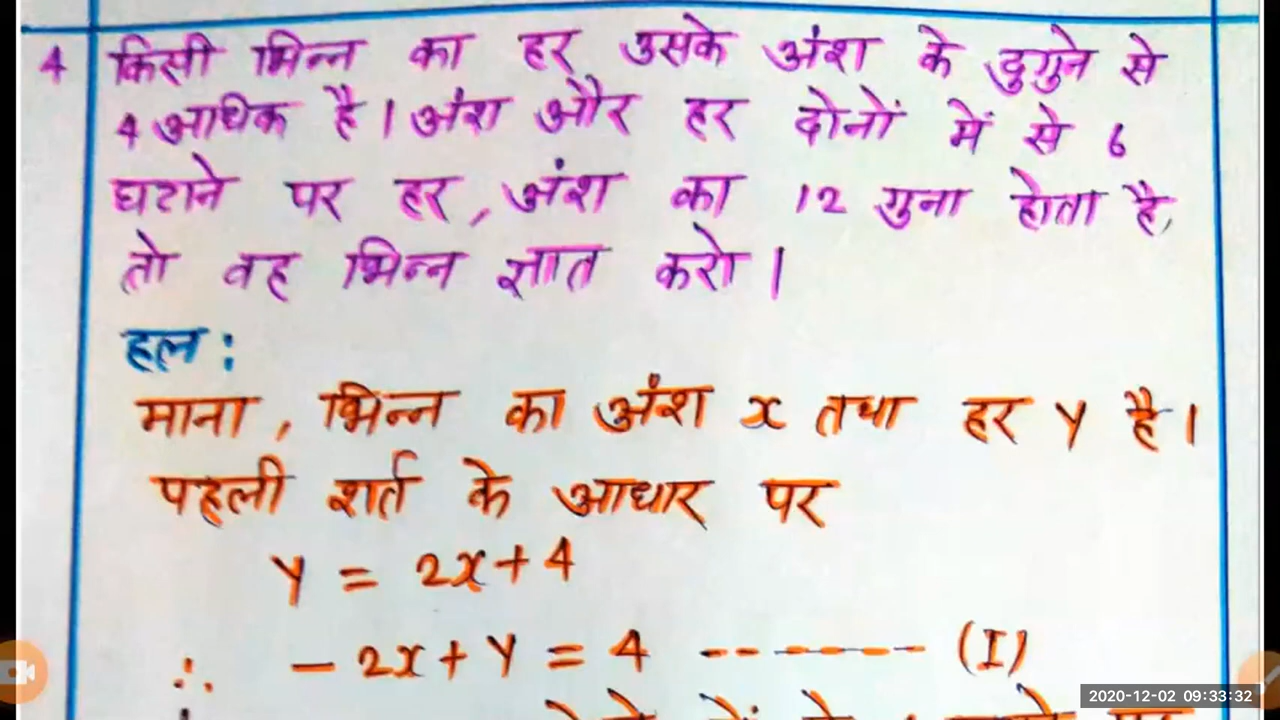 4 किसी भिन्न का हर उसके अंश के दुगुने से
4 अधिक है । अंश और हर दोनों में से 6
घटाने पर हर, अंश का 12 गुना होता है,
तो वह भिन्न ज्ञात करो ।
हल :
माना , भिन्न का अंश x तथा हर y है ।
पहली शर्त के आधार पर
y = 2x + 4
∴ - 2x + y = 4 ------- (I)
2020-12-02 09:33:32